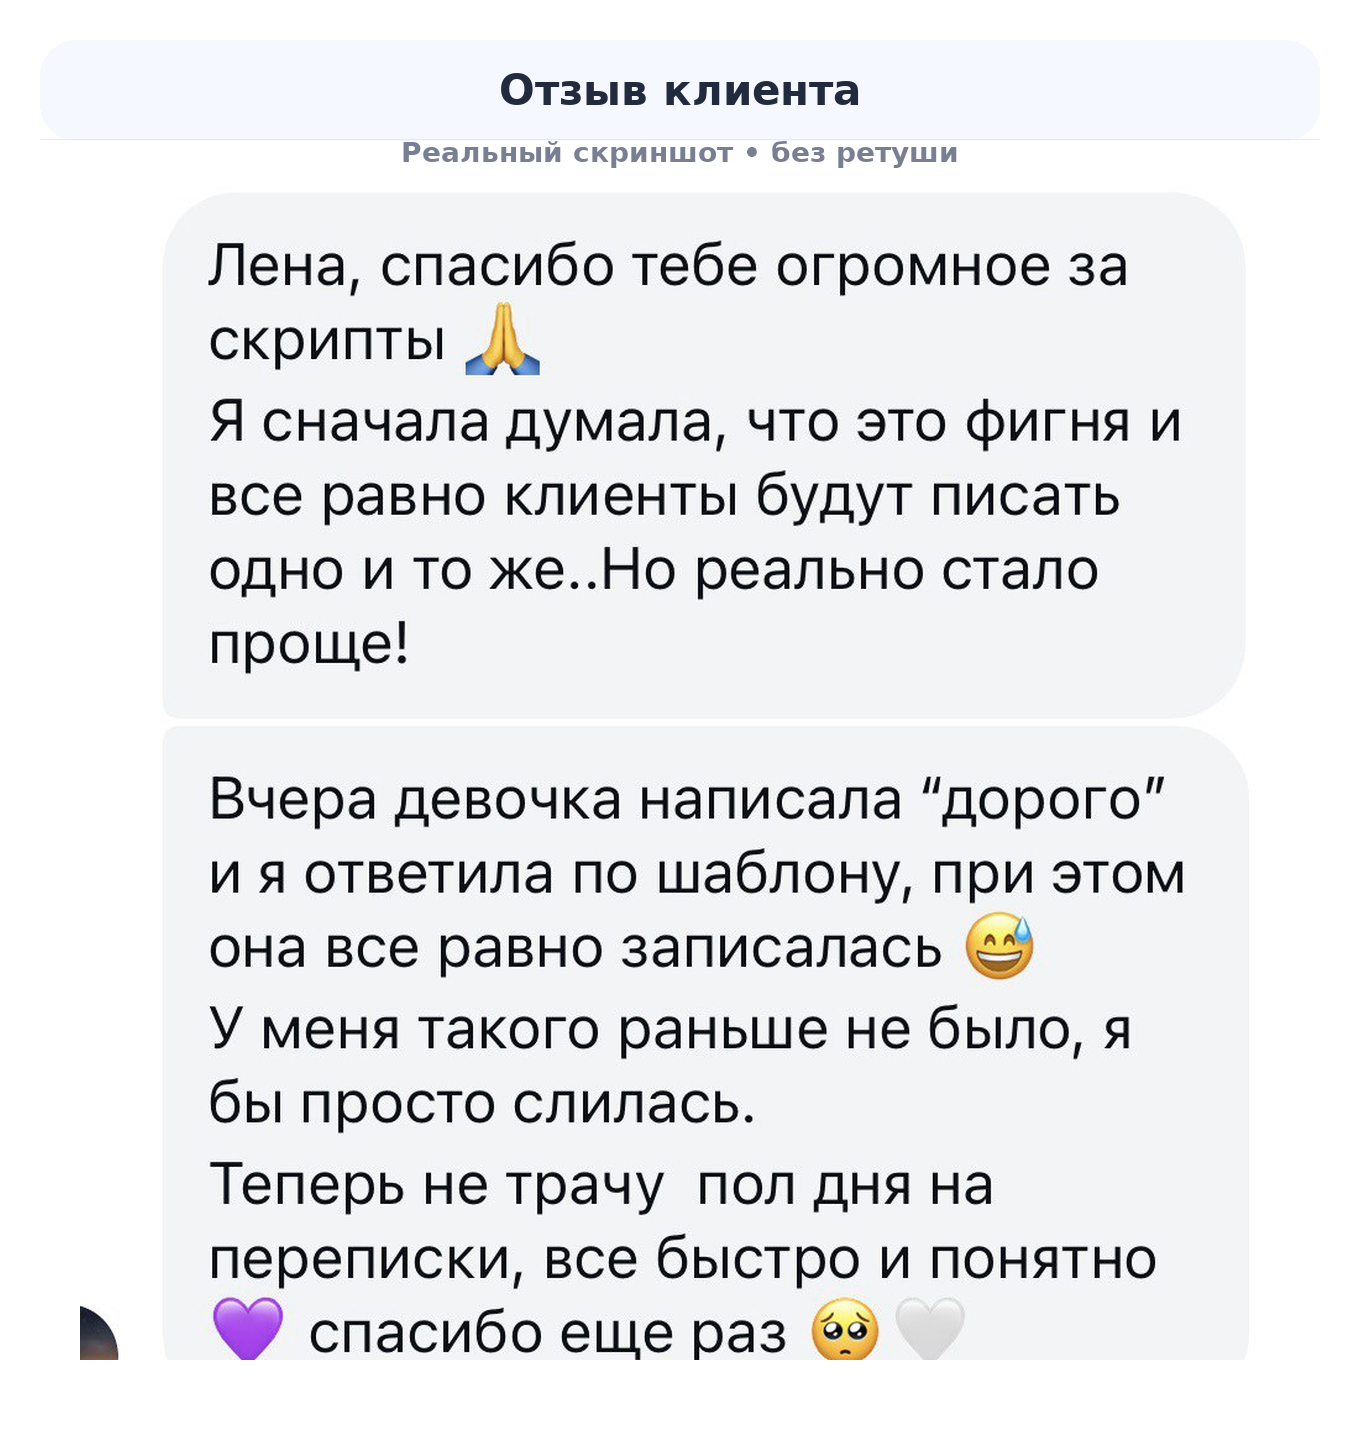 Отзыв клиента
Реальный скриншот • без ретуши
Лена, спасибо тебе огромное за
скрипты 🙏
Я сначала думала, что это фигня и
все равно клиенты будут писать
одно и то же..Но реально стало
проще!
Вчера девочка написала “дорого”
и я ответила по шаблону, при этом
она все равно записалась 😅
У меня такого раньше не было, я
бы просто слилась.
Теперь не трачу  пол дня на
переписки, все быстро и понятно
💜 спасибо еще раз 🥺🤍